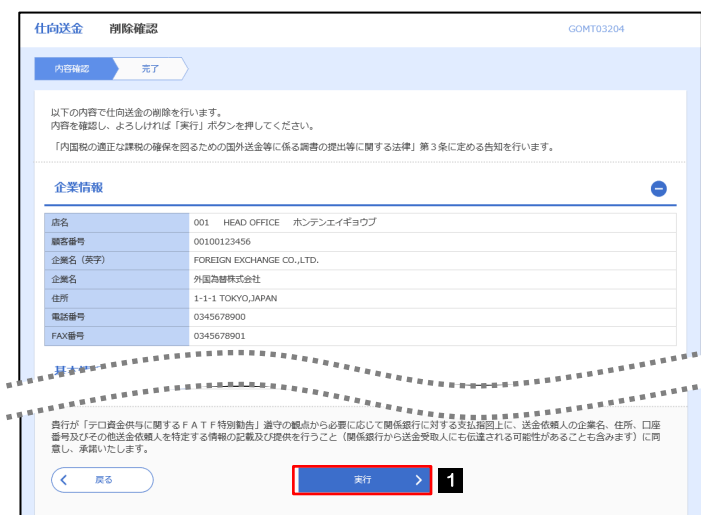 仕向送金 削除確認 GOMT03204
内容確認 完了
以下の内容で仕向送金の削除を行います。
内容を確認し、よろしければ「実行」ボタンを押してください。
「内国税の適正な課税の確保を図るための国外送金等に係る調書の提出等に関する法律」第3条に定める告知を行います。
企業情報
店名 001 HEAD OFFICE ホンテンエイギョウブ
顧客番号 00100123456
企業名（英字） FOREIGN EXCHANGE CO.,LTD.
企業名 外国為替株式会社
住所 1-1-1 TOKYO,JAPAN
電話番号 0345678900
FAX番号 0345678901
貴行が「テロ資金供与に関するＦＡＴＦ特別勧告」遵守の観点から必要に応じて関係銀行に対する支払指図上に、送金依頼人の企業名、住所、口座
番号及びその他送金依頼人を特定する情報の記載及び提供を行うこと（関係銀行から送金受取人にも伝達される可能性があることも含みます）に同
意し、承諾いたします。
戻る 実行 1